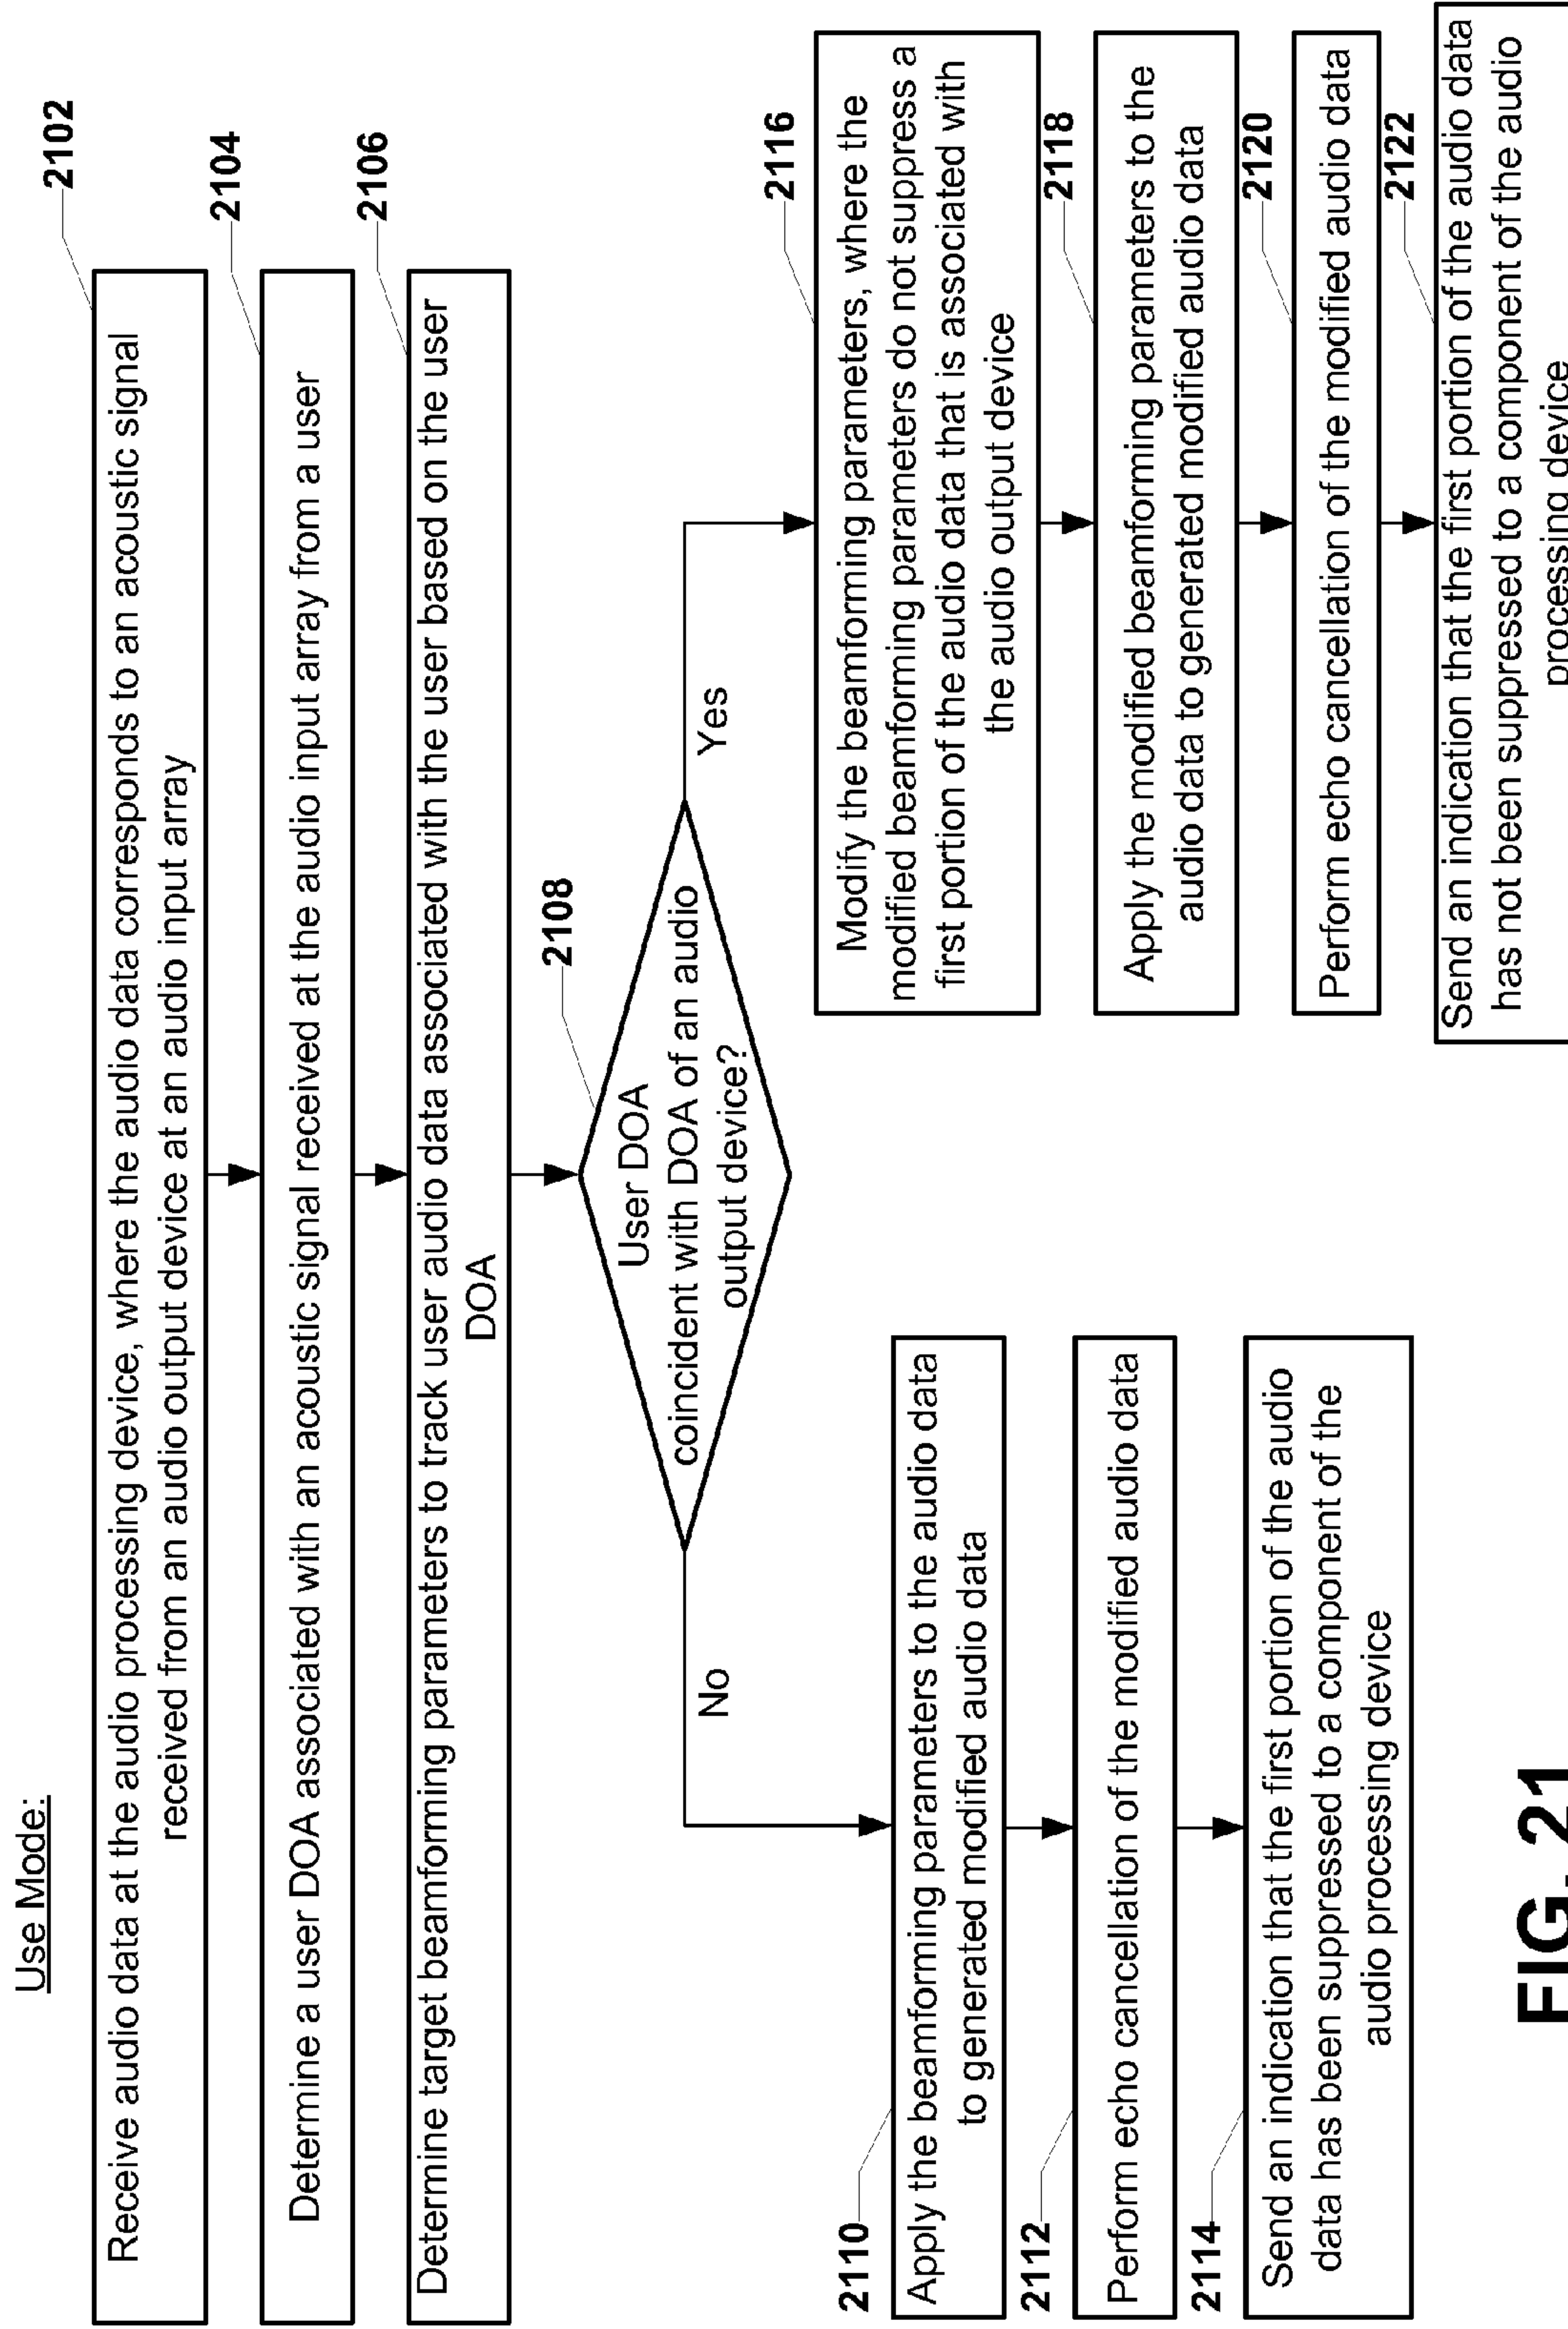 Use Mode:
2102
Receive audio data at the audio processing device, where the audio data corresponds to an acoustic signal
received from an audio output device at an audio input array
2104
Determine a user DOA associated with an acoustic signal received at the audio input array from a user
2106
Determine target beamforming parameters to track user audio data associated with the user based on the user
DOA
2108
User DOA
coincident with DOA of an audio
output device?
No
Yes
2110
Apply the beamforming parameters to the audio data
to generated modified audio data
2112
Perform echo cancellation of the modified audio data
2114
Send an indication that the first portion of the audio
data has been suppressed to a component of the
audio processing device
2116
Modify the beamforming parameters, where the
modified beamforming parameters do not suppress a
first portion of the audio data that is associated with
the audio output device
2118
Apply the modified beamforming parameters to the
audio data to generated modified audio data
2120
Perform echo cancellation of the modified audio data
2122
Send an indication that the first portion of the audio data
has not been suppressed to a component of the audio
processing device
FIG. 21